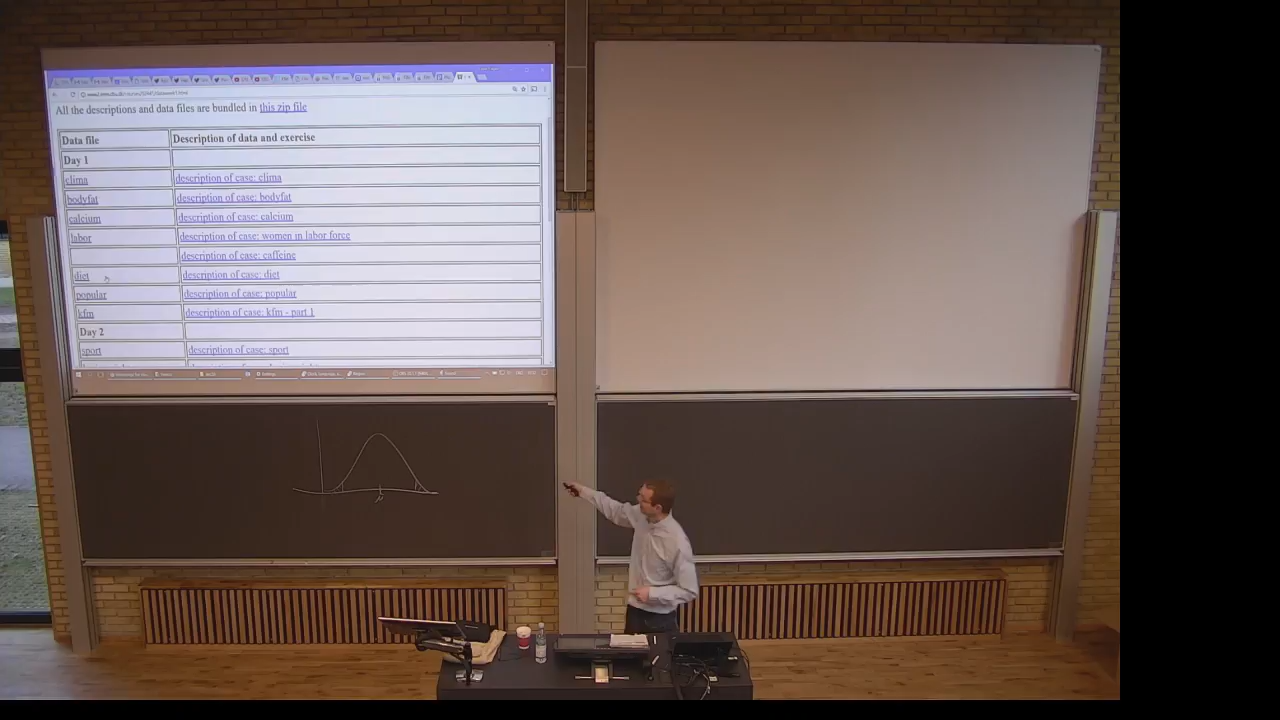 All the descriptions and data files are bundled in this zip file
Data file Description of data and exercise
Day 1
clima description of case: clima
bodyfat description of case: bodyfat
calcium description of case: calcium
labor description of case: women in labor force
description of case: caffeine
diet description of case: diet
popular description of case: popular
kfm description of case: kfm - part 1
Day 2
sport description of case: sport
μ